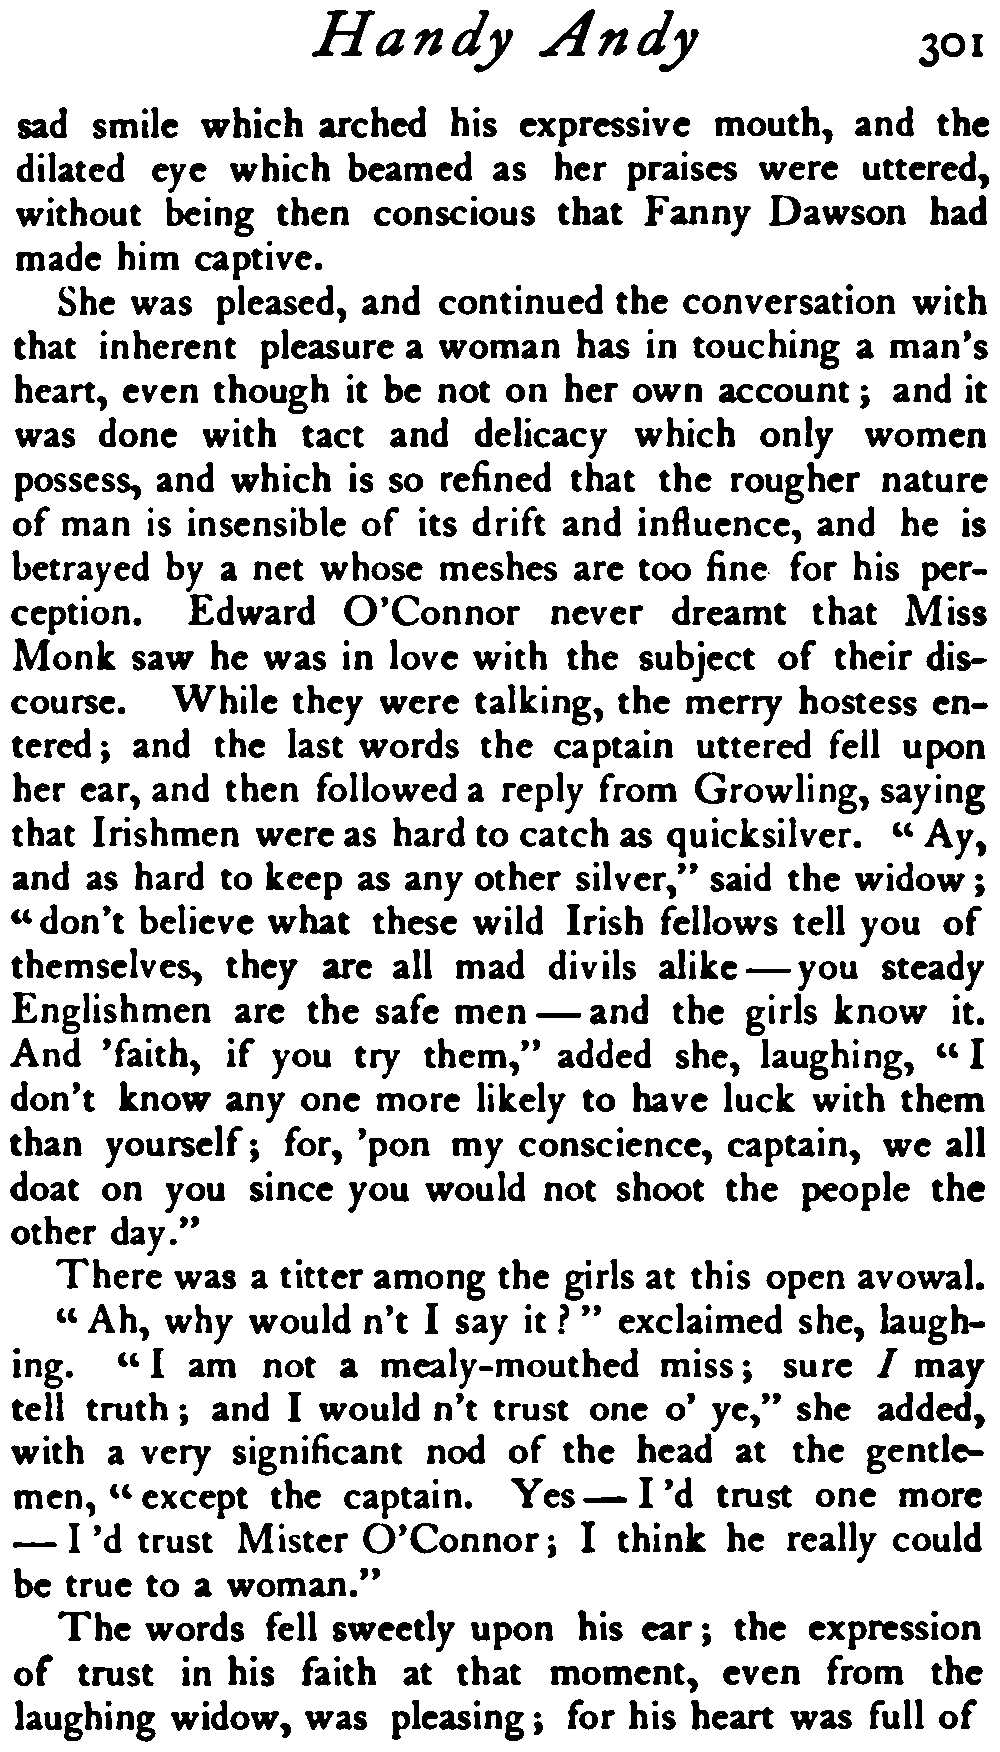 Handy Andy 301
sad smile which arched his expressive mouth, and the
dilated eye which beamed as her praises were uttered,
without being then conscious that Fanny Dawson had
made him captive.
She was pleased, and continued the conversation with
that inherent pleasure a woman has in touching a man's
heart, even though it be not on her own account; and it
was done with tact and delicacy which only women
possess, and which is so refined that the rougher nature
of man is insensible of its drift and influence, and he is
betrayed by a net whose meshes are too fine for his per-
ception. Edward O'Connor never dreamt that Miss
Monk saw he was in love with the subject of their dis-
course. While they were talking, the merry hostess en-
tered; and the last words the captain uttered fell upon
her ear, and then followed a reply from Growling, saying
that Irishmen were as hard to catch as quicksilver. "Ay,
and as hard to keep as any other silver," said the widow;
"don't believe what these wild Irish fellows tell you of
themselves, they are all mad divils alike — you steady
Englishmen are the safe men — and the girls know it.
And 'faith, if you try them," added she, laughing, "I
don't know any one more likely to have luck with them
than yourself; for, 'pon my conscience, captain, we all
doat on you since you would not shoot the people the
other day."
There was a titter among the girls at this open avowal.
"Ah, why would n't I say it?" exclaimed she, laugh-
ing. "I am not a mealy-mouthed miss; sure I may
tell truth; and I would n't trust one o' ye," she added,
with a very significant nod of the head at the gentle-
men, "except the captain. Yes — I 'd trust one more
— I 'd trust Mister O'Connor; I think he really could
be true to a woman."
The words fell sweetly upon his ear; the expression
of trust in his faith at that moment, even from the
laughing widow, was pleasing; for his heart was full of